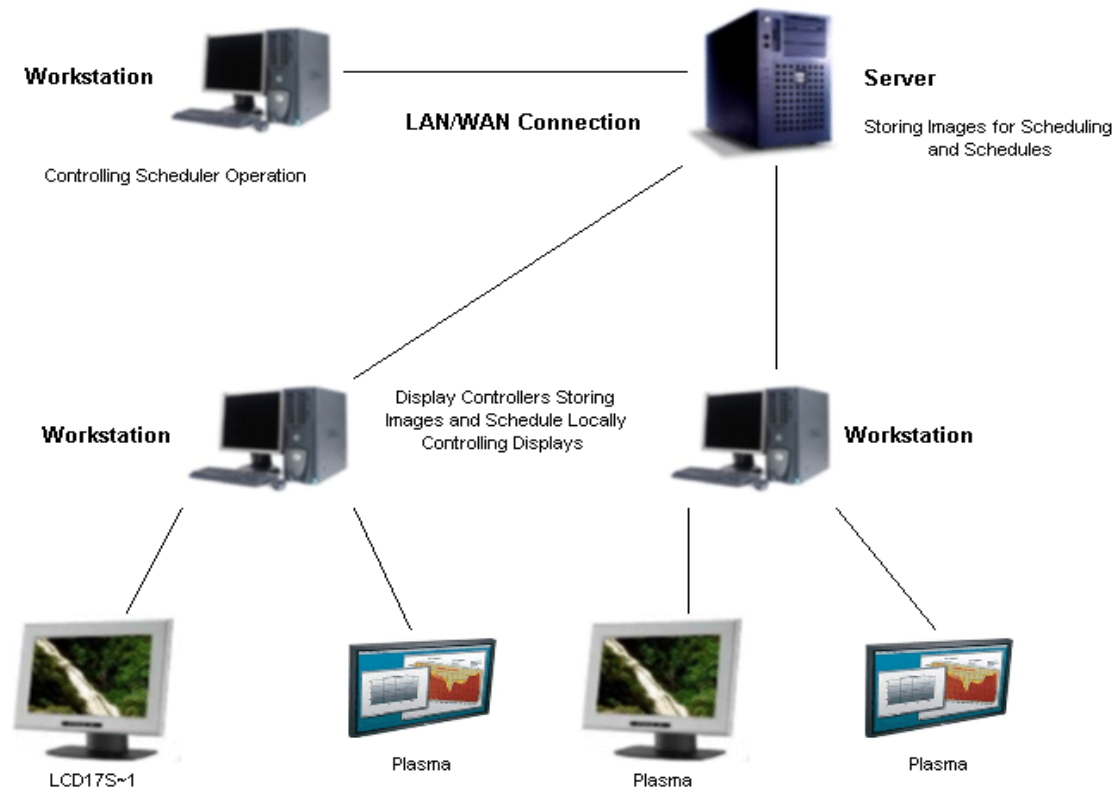 Workstation
Server
LAN/WAN Connection
Storing Images for Scheduling
and Schedules
Controlling Scheduler Operation
Display Controllers Storing
Images and Schedule Locally
Controlling Displays
Workstation
Workstation
LCD17S~1
Plasma
Plasma
Plasma